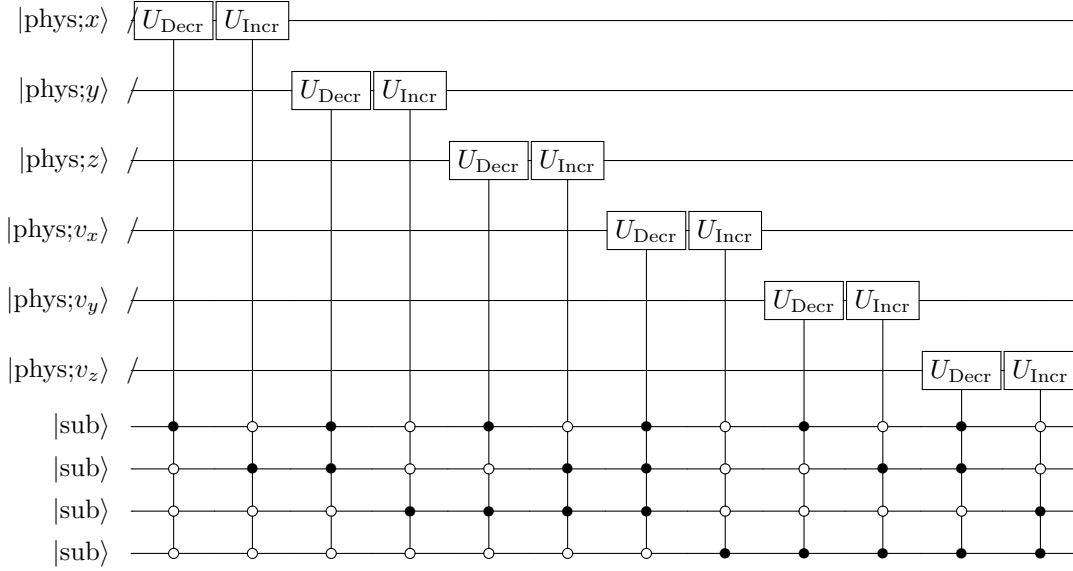 |phys;x⟩ U_Decr U_Incr
|phys;y⟩ U_Decr U_Incr
|phys;z⟩ U_Decr U_Incr
|phys;v_x⟩ U_Decr U_Incr
|phys;v_y⟩ U_Decr U_Incr
|phys;v_z⟩ U_Decr U_Incr
|sub⟩
|sub⟩
|sub⟩
|sub⟩